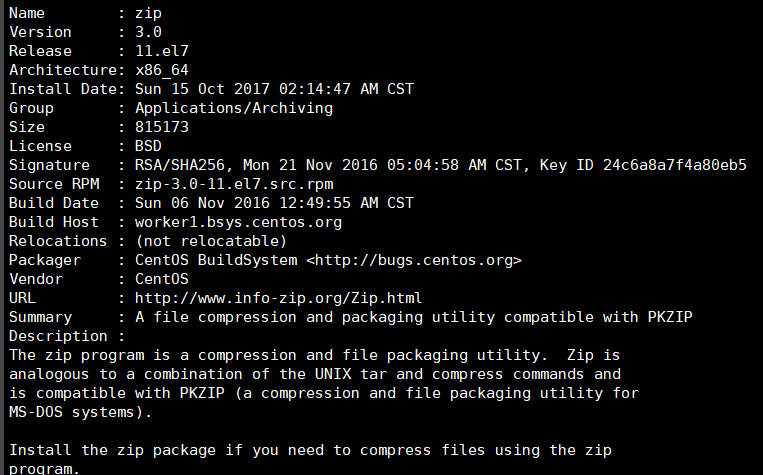 Name        : zip
Version     : 3.0
Release     : 11.el7
Architecture: x86_64
Install Date: Sun 15 Oct 2017 02:14:47 AM CST
Group       : Applications/Archiving
Size        : 815173
License     : BSD
Signature   : RSA/SHA256, Mon 21 Nov 2016 05:04:58 AM CST, Key ID 24c6a8a7f4a80eb5
Source RPM  : zip-3.0-11.el7.src.rpm
Build Date  : Sun 06 Nov 2016 12:49:55 AM CST
Build Host  : worker1.bsys.centos.org
Relocations : (not relocatable)
Packager    : CentOS BuildSystem <http://bugs.centos.org>
Vendor      : CentOS
URL         : http://www.info-zip.org/Zip.html
Summary     : A file compression and packaging utility compatible with PKZIP
Description :
The zip program is a compression and file packaging utility.  Zip is
analogous to a combination of the UNIX tar and compress commands and
is compatible with PKZIP (a compression and file packaging utility for
MS-DOS systems).

Install the zip package if you need to compress files using the zip
program.